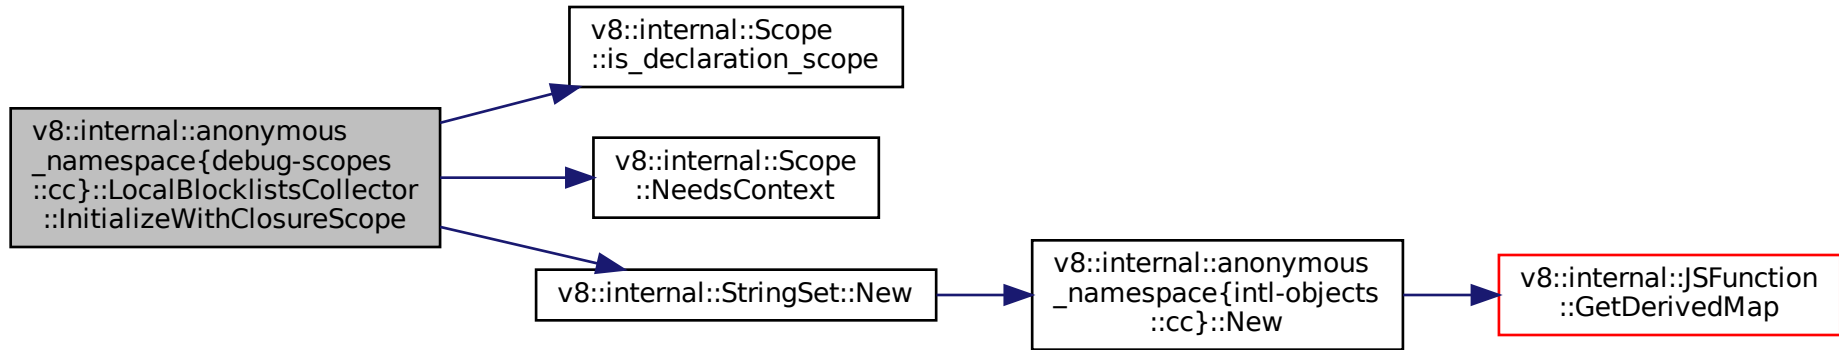 v8::internal::anonymous
_namespace{debug-scopes
::cc}::LocalBlocklistsCollector
::InitializeWithClosureScope
v8::internal::Scope
::is_declaration_scope
v8::internal::Scope
::NeedsContext
v8::internal::StringSet::New
v8::internal::anonymous
_namespace{intl-objects
::cc}::New
v8::internal::JSFunction
::GetDerivedMap